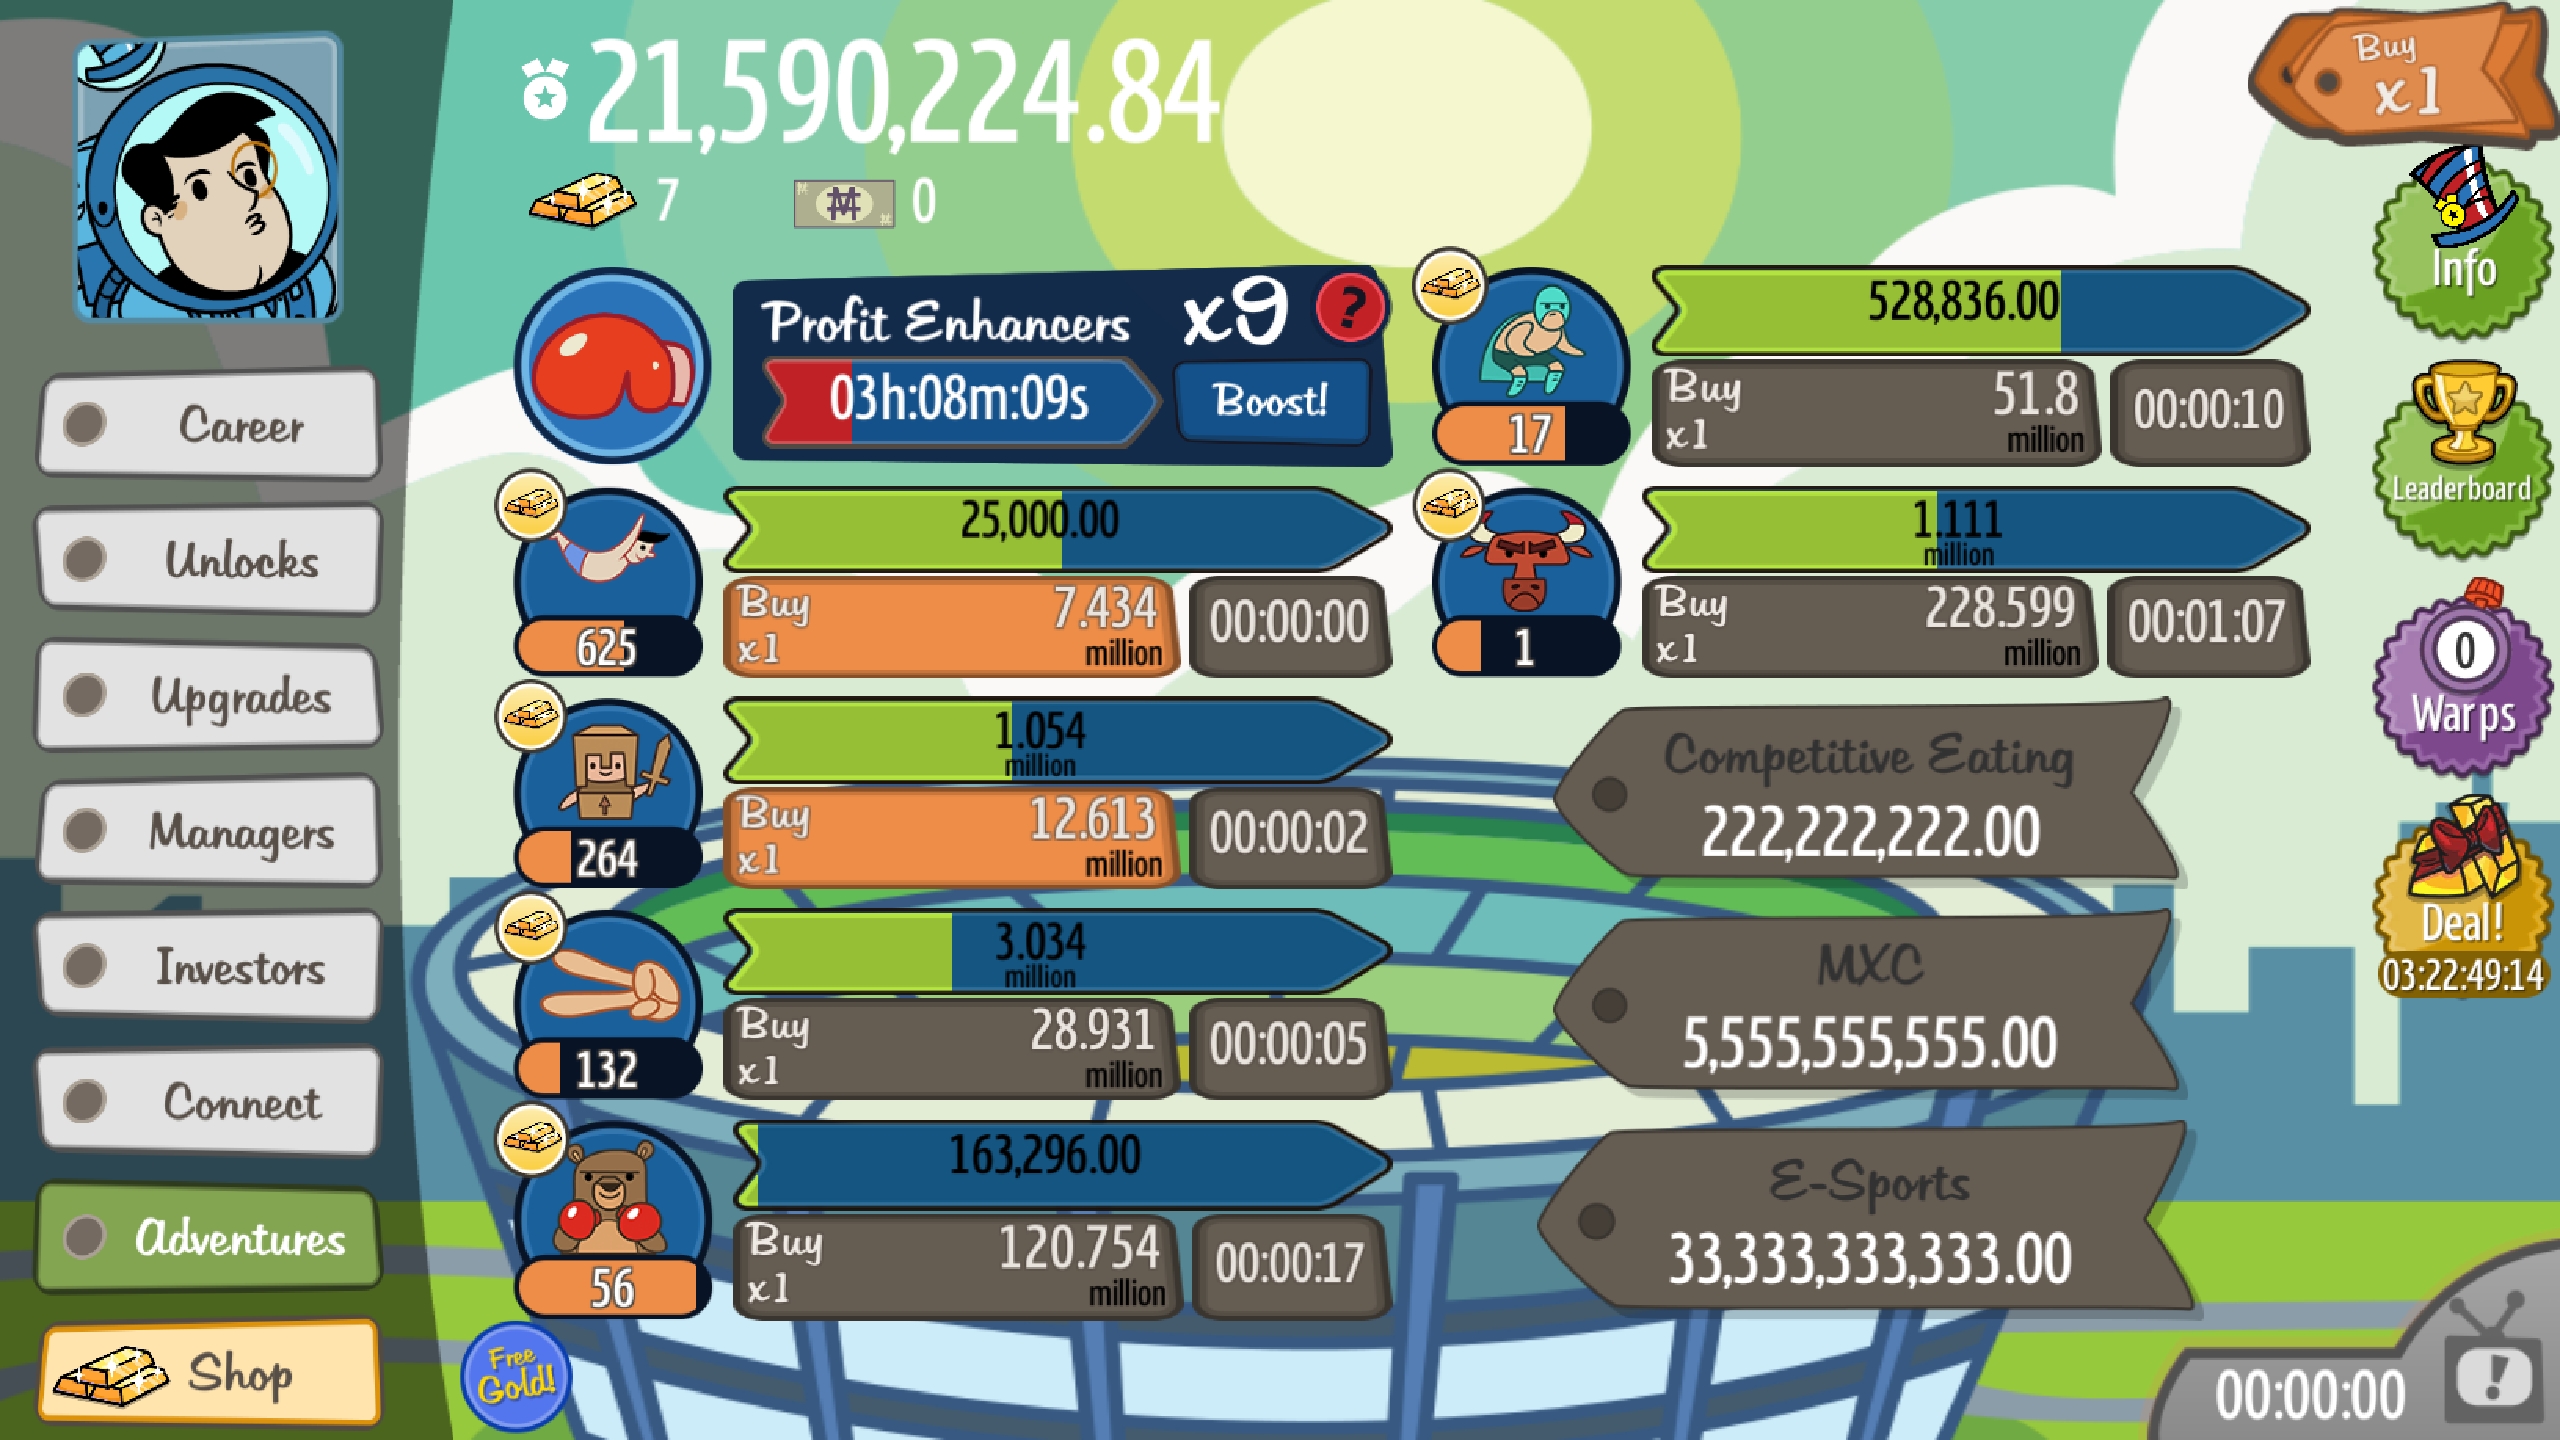 21,590,224.84
7
0
Buy
x1
Info
Leaderboard
0
Warps
Deal!
03:22:49:14
Career
Unlocks
Upgrades
Managers
Investors
Connect
Adventures
Shop
Free
Gold!
Profit Enhancers x9 ?
03h:08m:09s Boost!
25,000.00
625
Buy 7.434
x1 million
00:00:00
1.054
million
264
Buy 12.613
x1 million
00:00:02
3.034
million
132
Buy 28.931
x1 million
00:00:05
163,296.00
56
Buy 120.754
x1 million
00:00:17
528,836.00
17
Buy 51.8
x1 million
00:00:10
1.111
million
1
Buy 228.599
x1 million
00:01:07
Competitive Eating
222,222,222.00
MXC
5,555,555,555.00
E-Sports
33,333,333,333.00
00:00:00
!